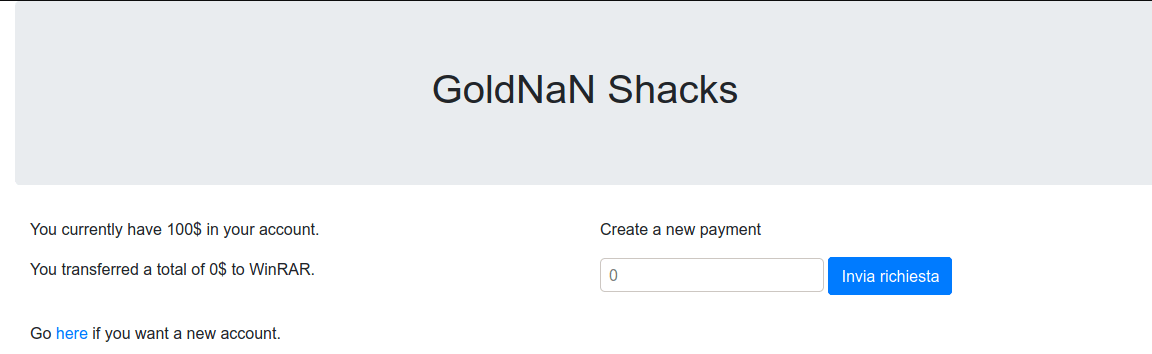 GoldNaN Shacks
You currently have 100$ in your account.
You transferred a total of 0$ to WinRAR.
Go here if you want a new account.
Create a new payment
0
Invia richiesta